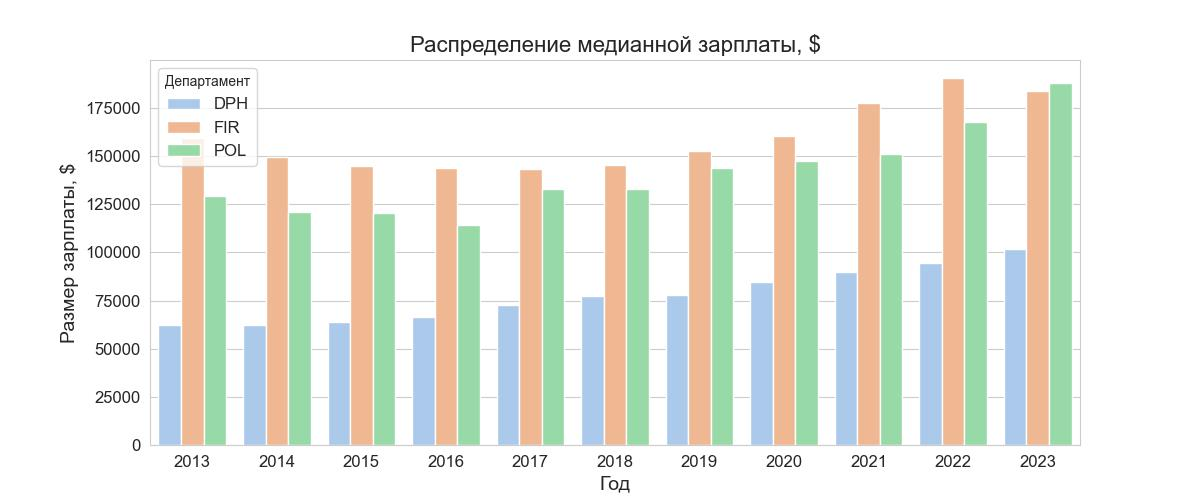 Распределение медианной зарплаты, $
Департамент
DPH
FIR
POL
Размер зарплаты, $
175000
150000
125000
100000
75000
50000
25000
0
2013 2014 2015 2016 2017 2018 2019 2020 2021 2022 2023
Год